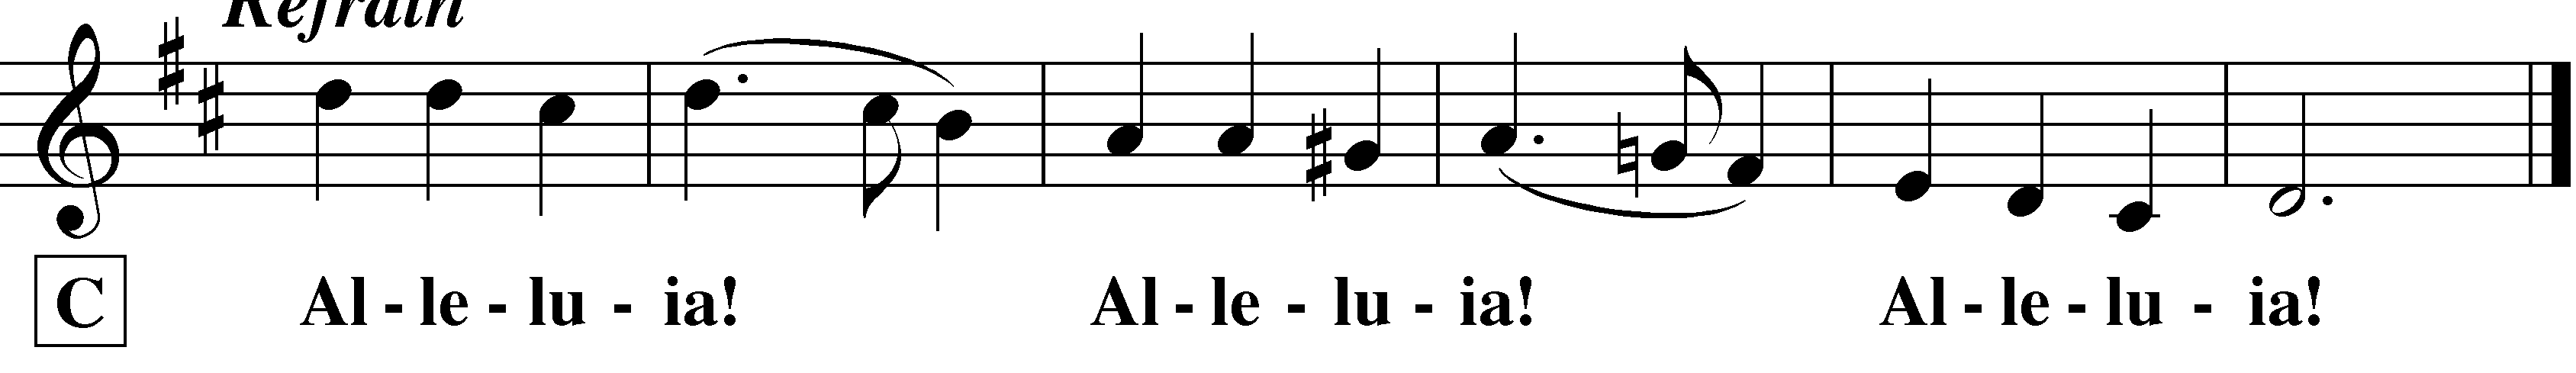 Refrain
C Al - le - lu - ia! Al - le - lu - ia! Al - le - lu - ia!